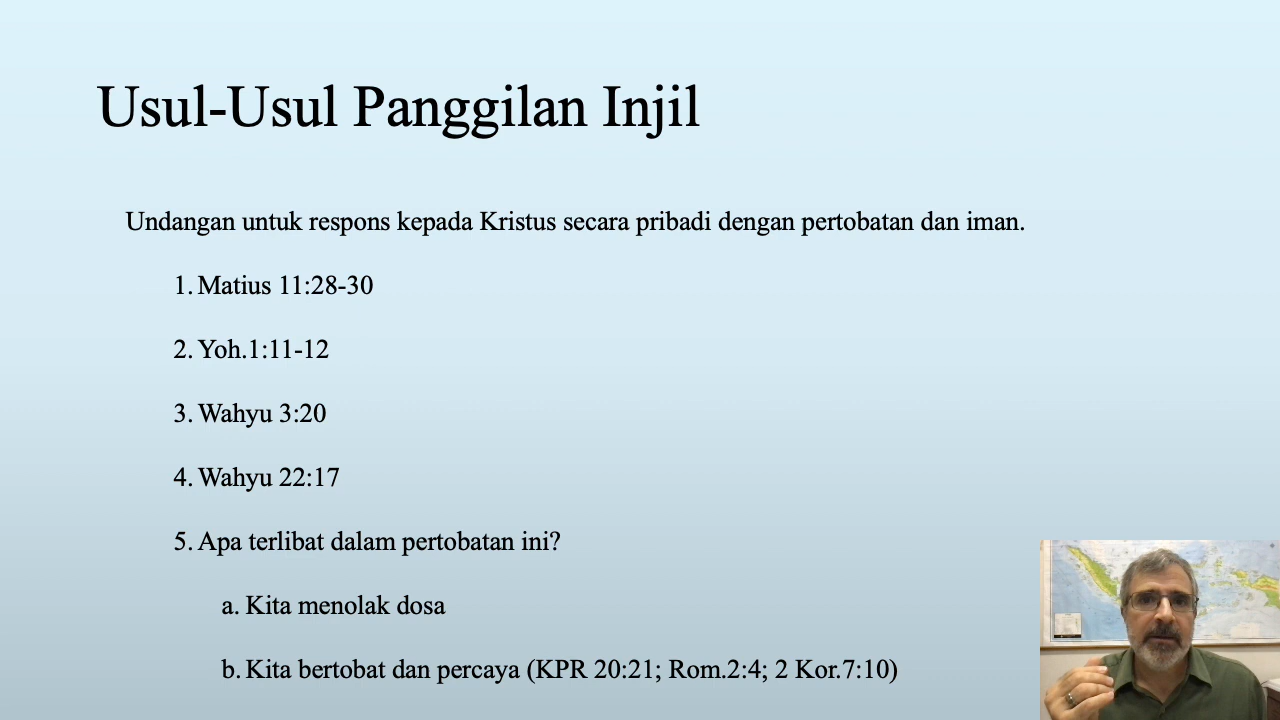 Usul-Usul Panggilan Injil
Undangan untuk respons kepada Kristus secara pribadi dengan pertobatan dan iman.
1. Matius 11:28-30
2. Yoh.1:11-12
3. Wahyu 3:20
4. Wahyu 22:17
5. Apa terlibat dalam pertobatan ini?
a. Kita menolak dosa
b. Kita bertobat dan percaya (KPR 20:21; Rom.2:4; 2 Kor.7:10)